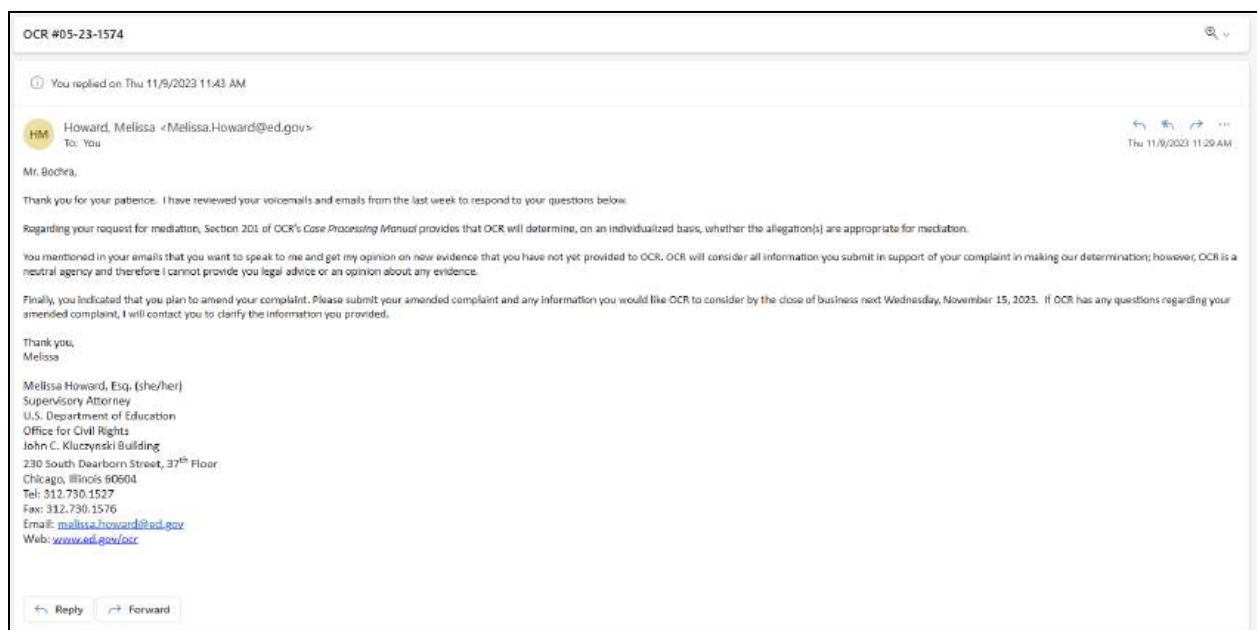 OCR #05-23-1574
You replied on Thu 11/9/2023 11:43 AM
HM
Howard, Melissa <Melissa.Howard@ed.gov>
To: You
Thu 11/9/2023 11:29 AM
Mr. Bochra,
Thank you for your patience. I have reviewed your voicemails and emails from the last week to respond to your questions below.
Regarding your request for mediation, Section 201 of OCR's Case Processing Manual provides that OCR will determine, on an individualized basis, whether the allegation(s) are appropriate for mediation.
You mentioned in your emails that you want to speak to me and get my opinion on new evidence that you have not yet provided to OCR. OCR will consider all information you submit in support of your complaint in making our determination; however, OCR is a
neutral agency and therefore I cannot provide you legal advice or an opinion about any evidence.
Finally, you indicated that you plan to amend your complaint. Please submit your amended complaint and any information you would like OCR to consider by the close of business next Wednesday, November 15, 2023. If OCR has any questions regarding your
amended complaint, I will contact you to clarify the information you provided.
Thank you,
Melissa
Melissa Howard, Esq. (she/her)
Supervisory Attorney
U.S. Department of Education
Office for Civil Rights
John C. Kluczynski Building
230 South Dearborn Street, 37th Floor
Chicago, Illinois 60604
Tel: 312.730.1527
Fax: 312.730.1576
Email: melissa.howard@ed.gov
Web: www.ed.gov/ocr
Reply
Forward